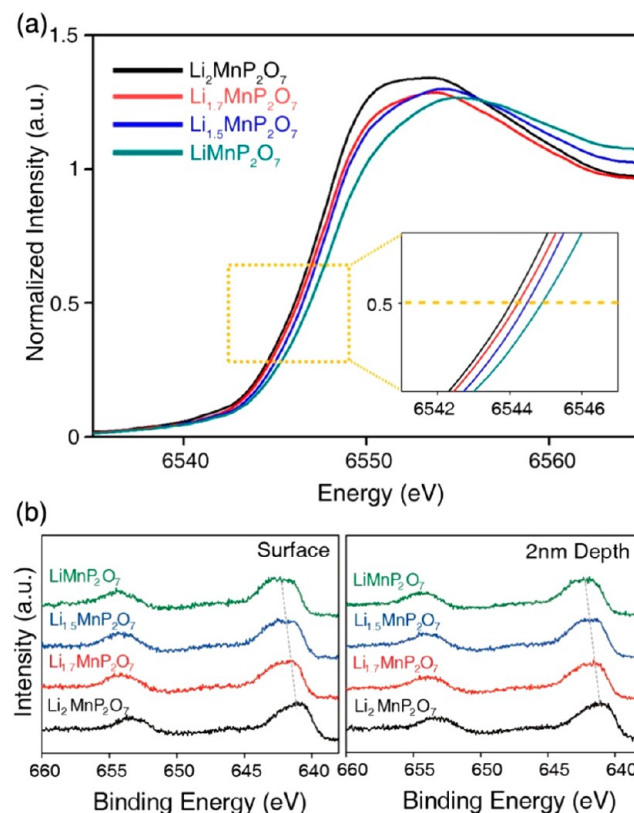 (a)
1.5
1
0.5
0
Normalized Intensity (a.u.)
Li₂MnP₂O₇
Li₁.₇MnP₂O₇
Li₁.₅MnP₂O₇
LiMnP₂O₇
0.5
6542 6544 6546
6540 6550 6560
Energy (eV)
(b)
Intensity (a.u.)
Surface
LiMnP₂O₇
Li₁.₅MnP₂O₇
Li₁.₇MnP₂O₇
Li₂MnP₂O₇
660 655 650 645 640
Binding Energy (eV)
2nm Depth
LiMnP₂O₇
Li₁.₅MnP₂O₇
Li₁.₇MnP₂O₇
Li₂MnP₂O₇
660 655 650 645 640
Binding Energy (eV)